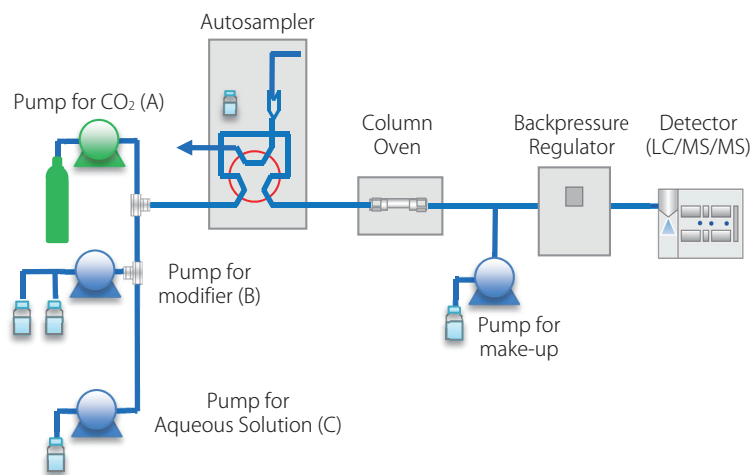 Autosampler
Pump for CO₂ (A)
Column
Oven
Backpressure
Regulator
Detector
(LC/MS/MS)
Pump for
modifier (B)
Pump for
make-up
Pump for
Aqueous Solution (C)